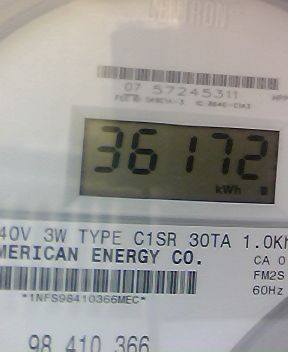 07 57245311
36172
kWh
40V 3W TYPE C1SR 30TA 1.0Kh
MERICAN ENERGY CO.
CA 0
FM2S
60Hz
*1NFS98410366MEC*
98 410 366